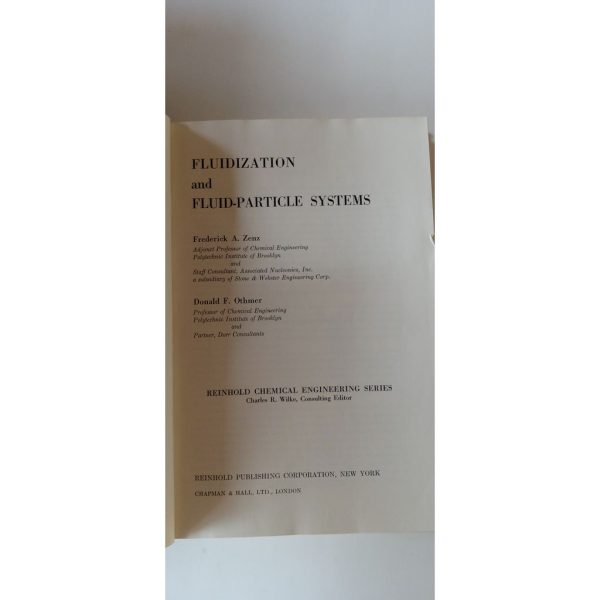 FLUIDIZATION
and
FLUID-PARTICLE SYSTEMS
Frederick A. Zenz
Adjunct Professor of Chemical Engineering
Polytechnic Institute of Brooklyn
and
Staff Consultant, Associated Nucleonics, Inc.
a subsidiary of Stone & Webster Engineering Corp.
Donald F. Othmer
Professor of Chemical Engineering
Polytechnic Institute of Brooklyn
and
Partner, Dorr Consultants
REINHOLD CHEMICAL ENGINEERING SERIES
Charles R. Wilke, Consulting Editor
REINHOLD PUBLISHING CORPORATION, NEW YORK
CHAPMAN & HALL, LTD., LONDON